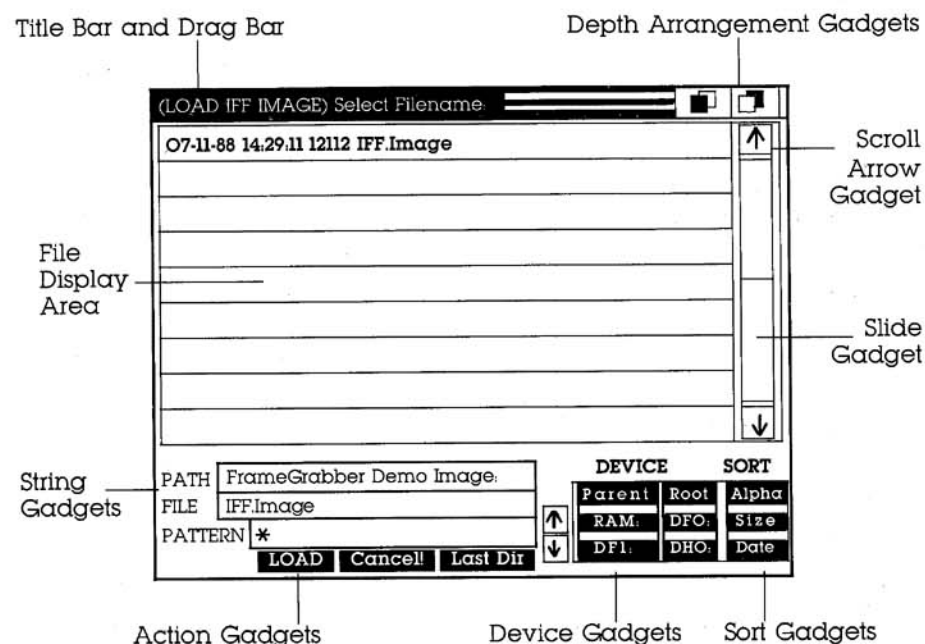 Title Bar and Drag Bar
Depth Arrangement Gadgets
(LOAD IFF IMAGE) Select Filename:
07-11-88 14:29:11 12112 IFF.Image
Scroll
Arrow
Gadget
File
Display
Area
Slide
Gadget
String
Gadgets
PATH FrameGrabber Demo Image:
FILE IFF.Image
PATTERN *
LOAD Cancel! Last Dir
DEVICE SORT
Parent Root Alpha
RAM: DF0: Size
DF1: DH0: Date
Action Gadgets
Device Gadgets
Sort Gadgets